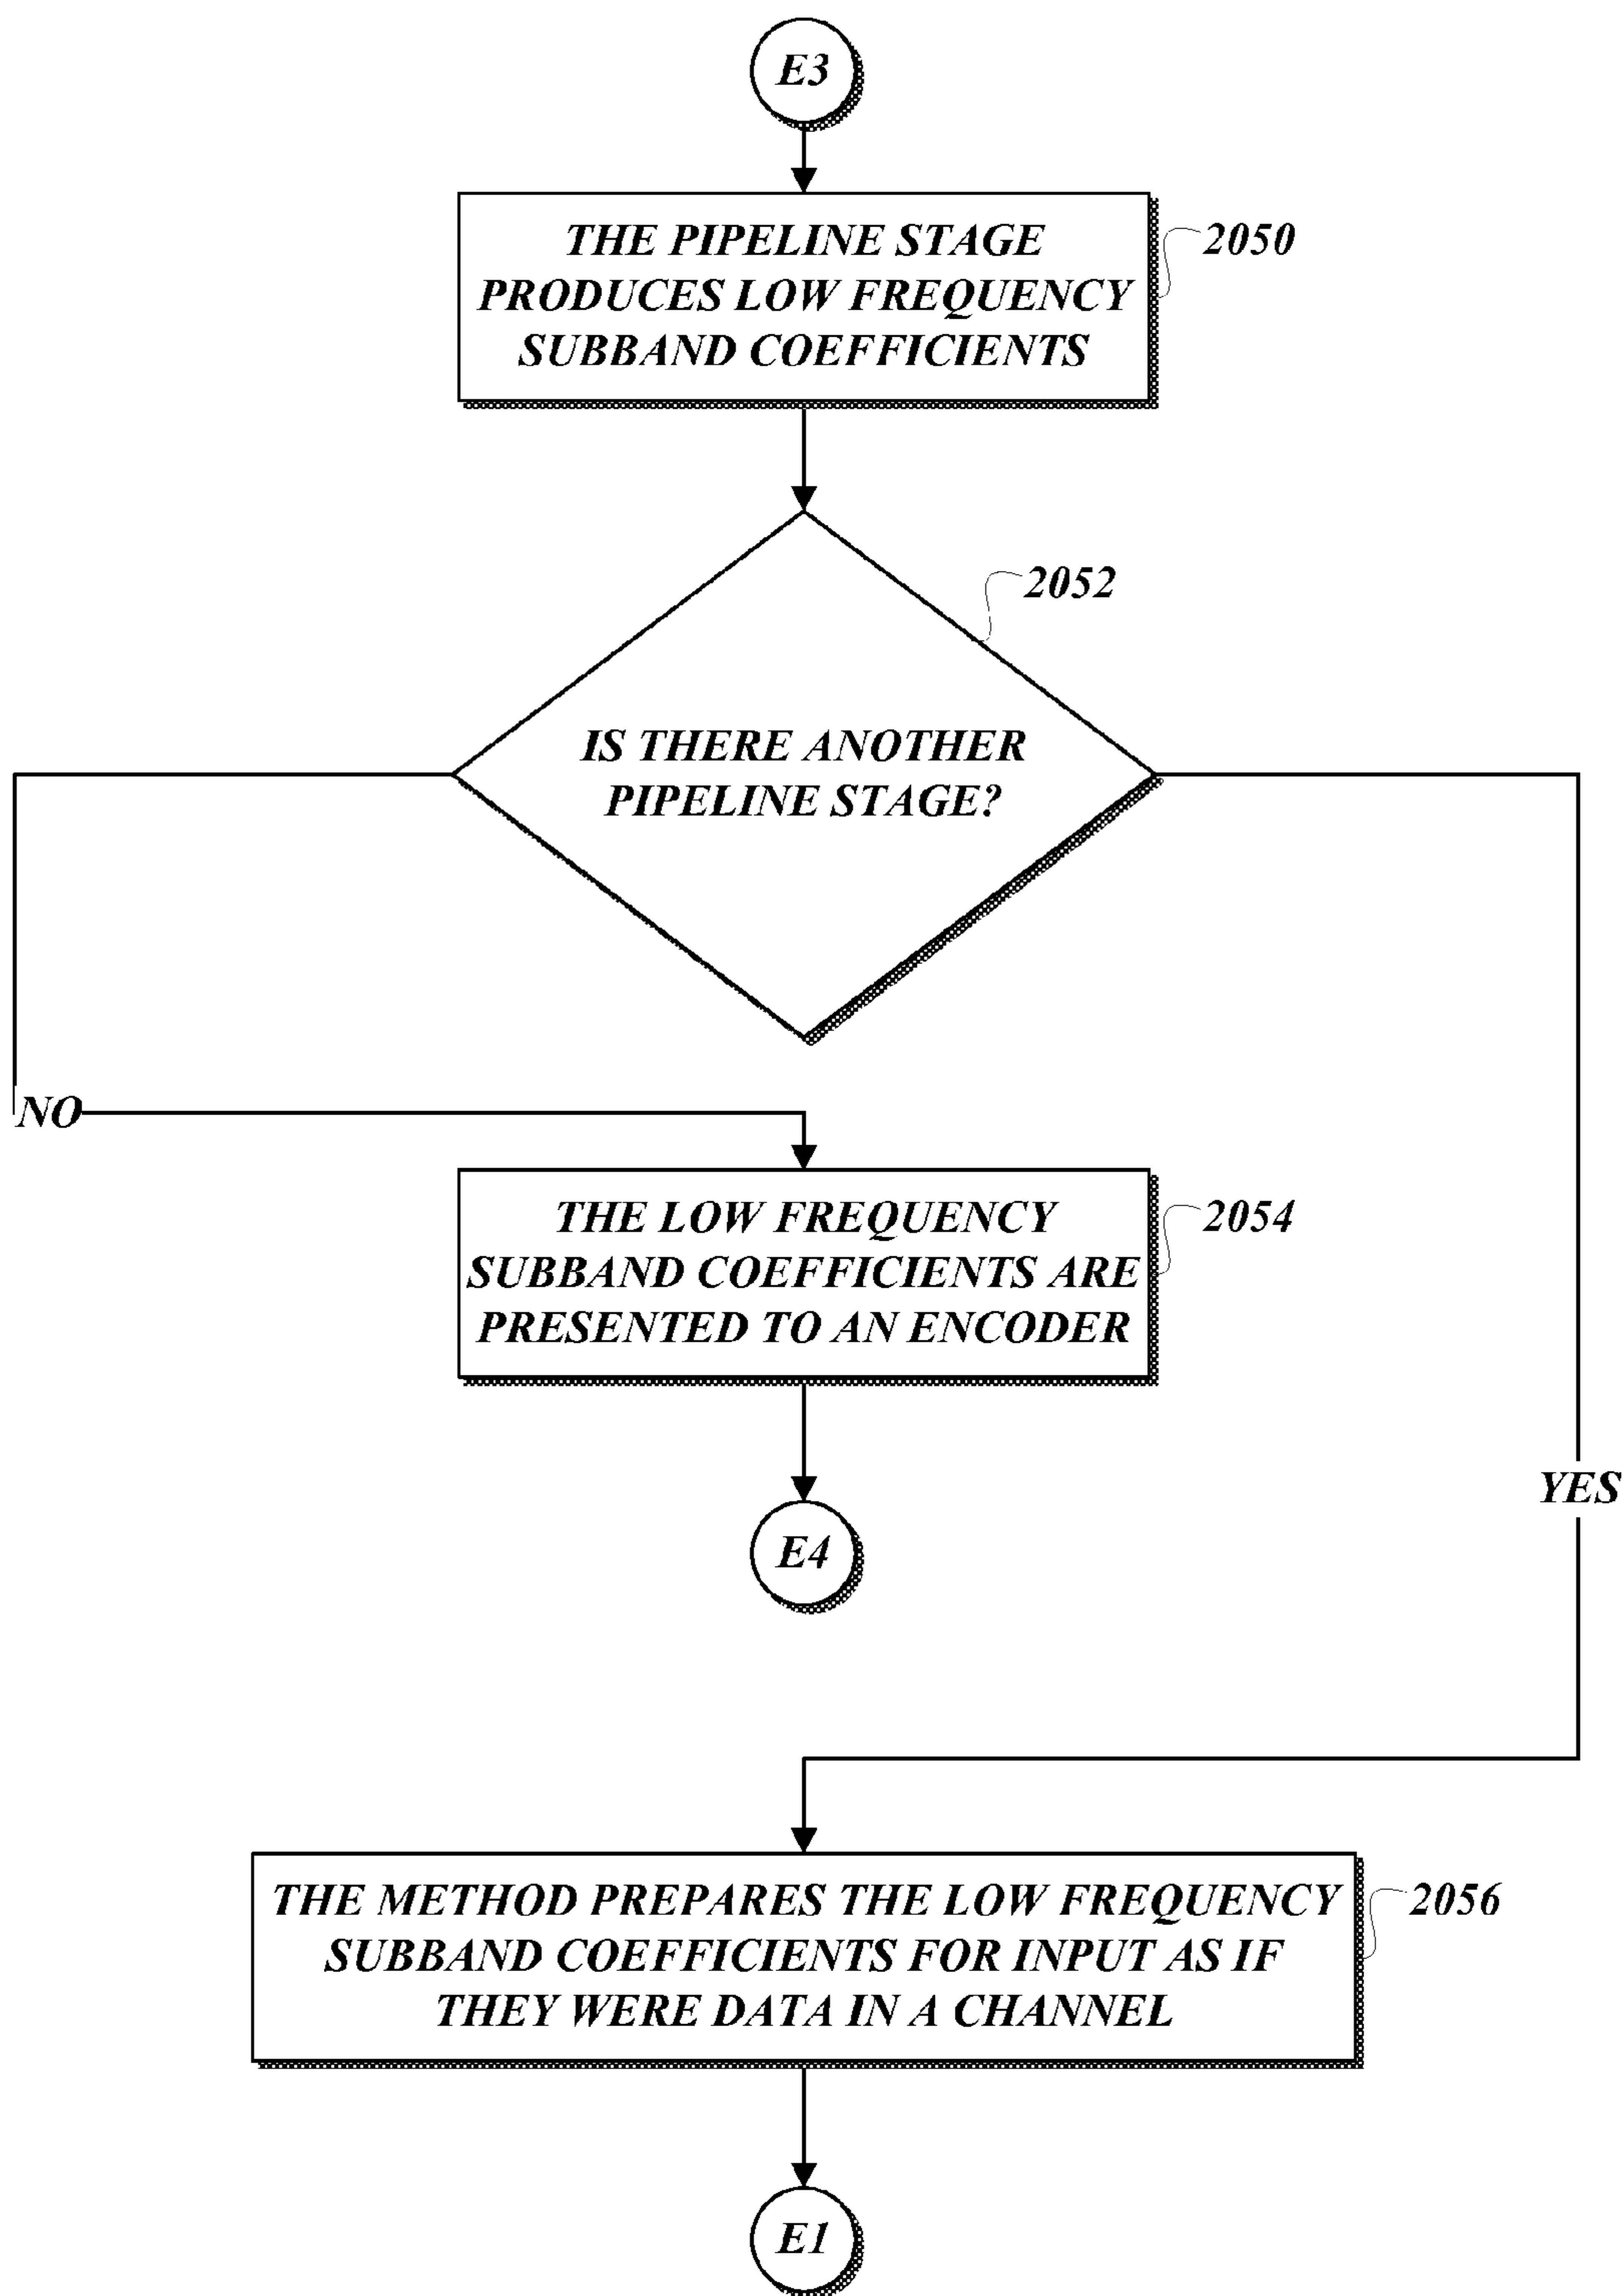 E3
THE PIPELINE STAGE
PRODUCES LOW FREQUENCY
SUBBAND COEFFICIENTS
2050
2052
IS THERE ANOTHER
PIPELINE STAGE?
NO
THE LOW FREQUENCY
SUBBAND COEFFICIENTS ARE
PRESENTED TO AN ENCODER
2054
YES
E4
THE METHOD PREPARES THE LOW FREQUENCY
SUBBAND COEFFICIENTS FOR INPUT AS IF
THEY WERE DATA IN A CHANNEL
2056
E1